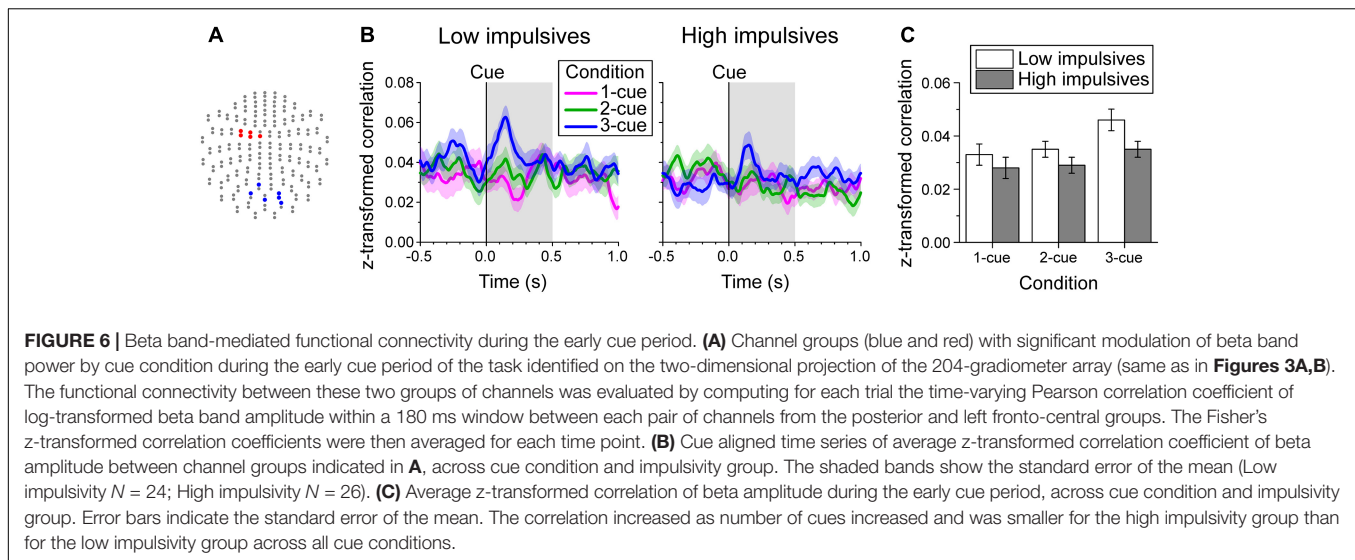 A
B
Low impulsives
High impulsives
C
z-transformed correlation
0.08
0.06
0.04
0.02
0.00
Cue
Condition
1-cue
2-cue
3-cue
-0.5
0.0
0.5
1.0
Time (s)
Cue
-0.5
0.0
0.5
1.0
Time (s)
z-transformed correlation
0.06
0.04
0.02
0.00
Low impulsives
High impulsives
1-cue
2-cue
3-cue
Condition
FIGURE 6 | Beta band-mediated functional connectivity during the early cue period. (A) Channel groups (blue and red) with significant modulation of beta band
power by cue condition during the early cue period of the task identified on the two-dimensional projection of the 204-gradiometer array (same as in Figures 3A,B).
The functional connectivity between these two groups of channels was evaluated by computing for each trial the time-varying Pearson correlation coefficient of
log-transformed beta band amplitude within a 180 ms window between each pair of channels from the posterior and left fronto-central groups. The Fisher's
z-transformed correlation coefficients were then averaged for each time point. (B) Cue aligned time series of average z-transformed correlation coefficient of beta
amplitude between channel groups indicated in A, across cue condition and impulsivity group. The shaded bands show the standard error of the mean (Low
impulsivity N = 24; High impulsivity N = 26). (C) Average z-transformed correlation of beta amplitude during the early cue period, across cue condition and impulsivity
group. Error bars indicate the standard error of the mean. The correlation increased as number of cues increased and was smaller for the high impulsivity group than
for the low impulsivity group across all cue conditions.